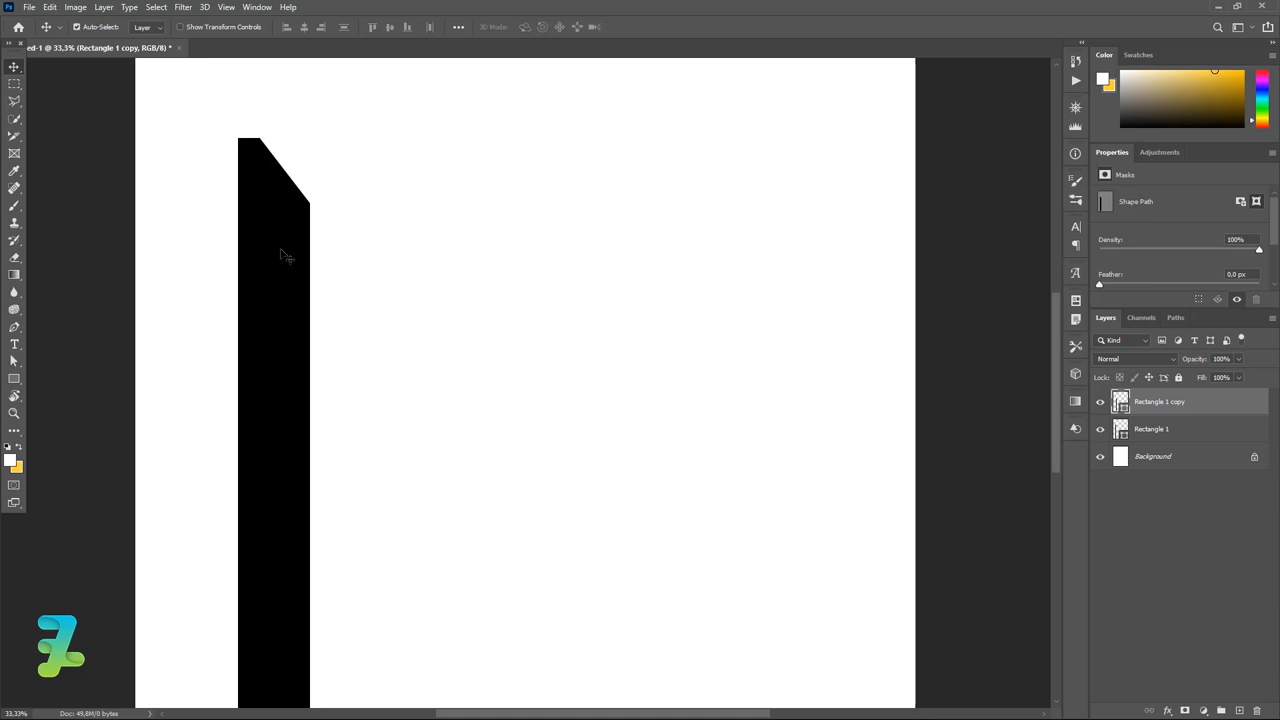 Ps File Edit Image Layer Type Select Filter 3D View Window Help
Auto-Select: Layer Show Transform Controls 3D Mode:
ed-1 @ 33,3% (Rectangle 1 copy, RGB/8) *
Color Swatches
Properties Adjustments
Masks
Shape Path
Density: 100%
Feather: 0,0 px
Layers Channels Paths
Kind
Normal Opacity: 100%
Lock: Fill: 100%
Rectangle 1 copy
Rectangle 1
Background
33,33% Doc: 49,8M/0 bytes